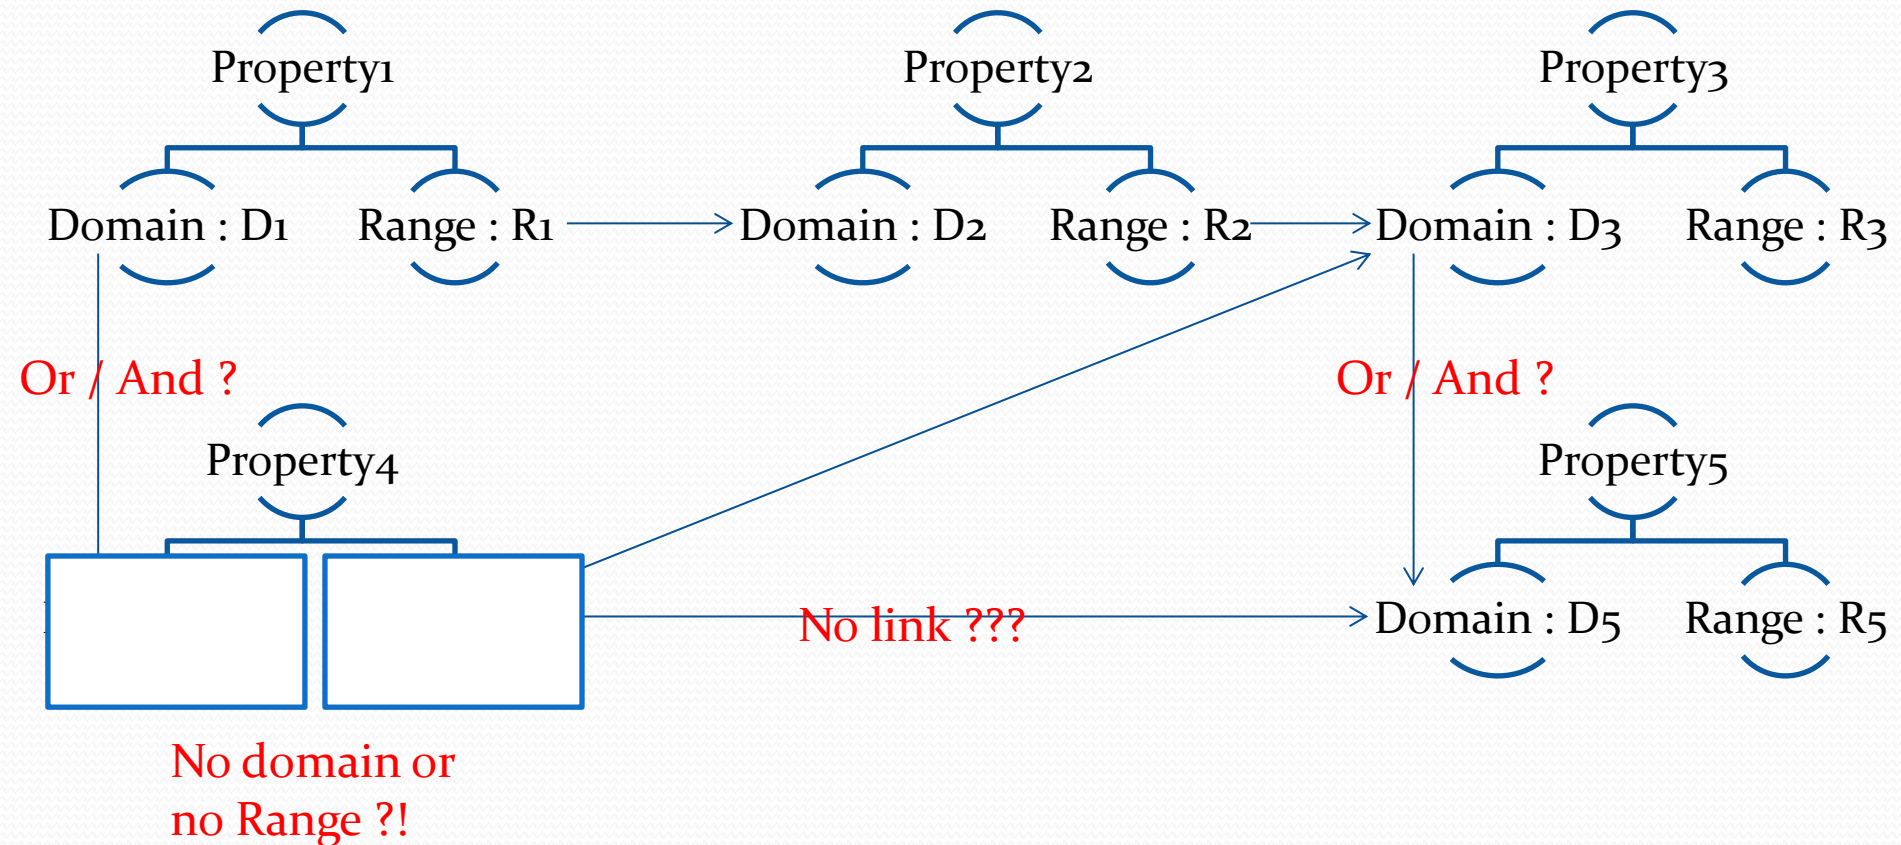 Property1
Property2
Property3
Domain : D1
Range : R1
Domain : D2
Range : R2
Domain : D3
Range : R3
Or / And ?
Or / And ?
Property4
Property5
No link ???
Domain : D5
Range : R5
No domain or
no Range ?!